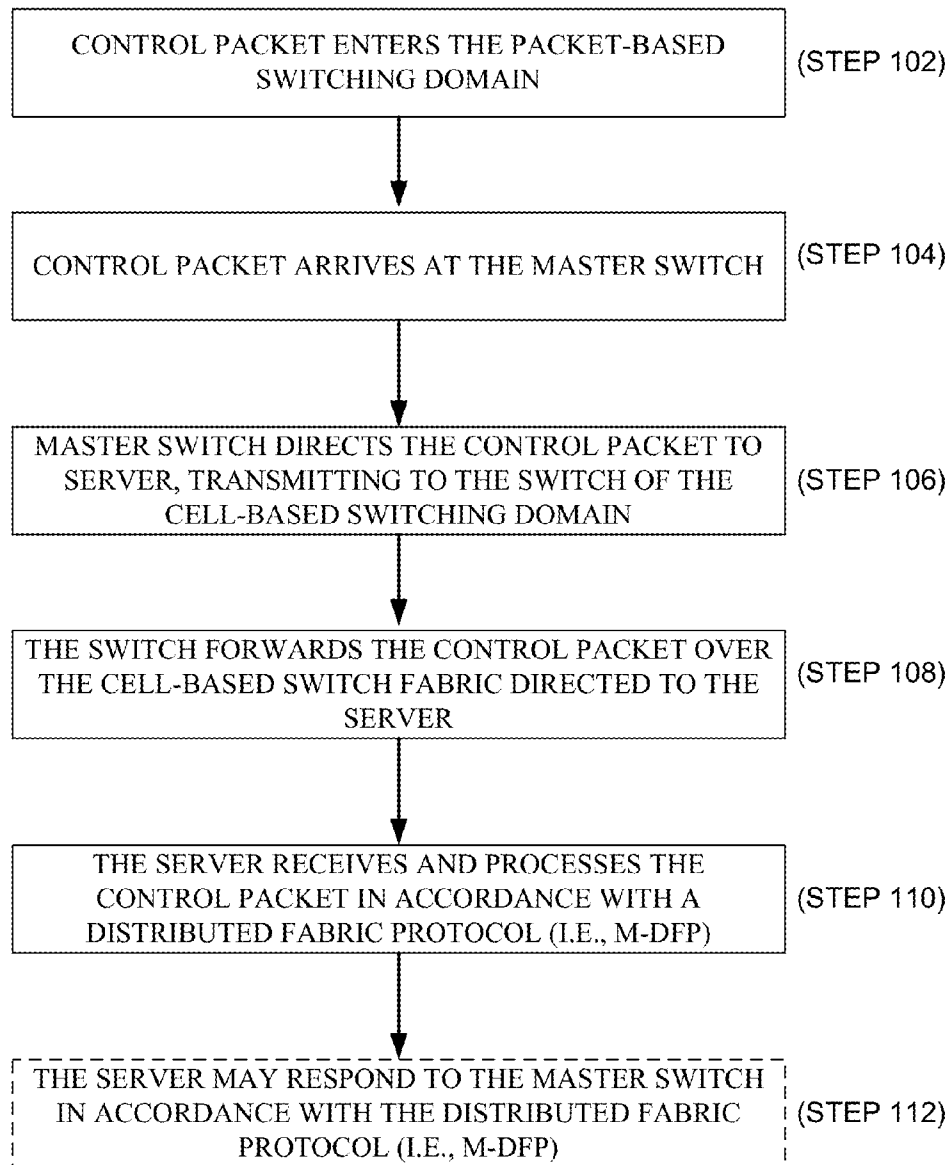 CONTROL PACKET ENTERS THE PACKET-BASED
SWITCHING DOMAIN
(STEP 102)
CONTROL PACKET ARRIVES AT THE MASTER SWITCH
(STEP 104)
MASTER SWITCH DIRECTS THE CONTROL PACKET TO
SERVER, TRANSMITTING TO THE SWITCH OF THE
CELL-BASED SWITCHING DOMAIN
(STEP 106)
THE SWITCH FORWARDS THE CONTROL PACKET OVER
THE CELL-BASED SWITCH FABRIC DIRECTED TO THE
SERVER
(STEP 108)
THE SERVER RECEIVES AND PROCESSES THE
CONTROL PACKET IN ACCORDANCE WITH A
DISTRIBUTED FABRIC PROTOCOL (I.E., M-DFP)
(STEP 110)
THE SERVER MAY RESPOND TO THE MASTER SWITCH
IN ACCORDANCE WITH THE DISTRIBUTED FABRIC
PROTOCOL (I.E., M-DFP)
(STEP 112)